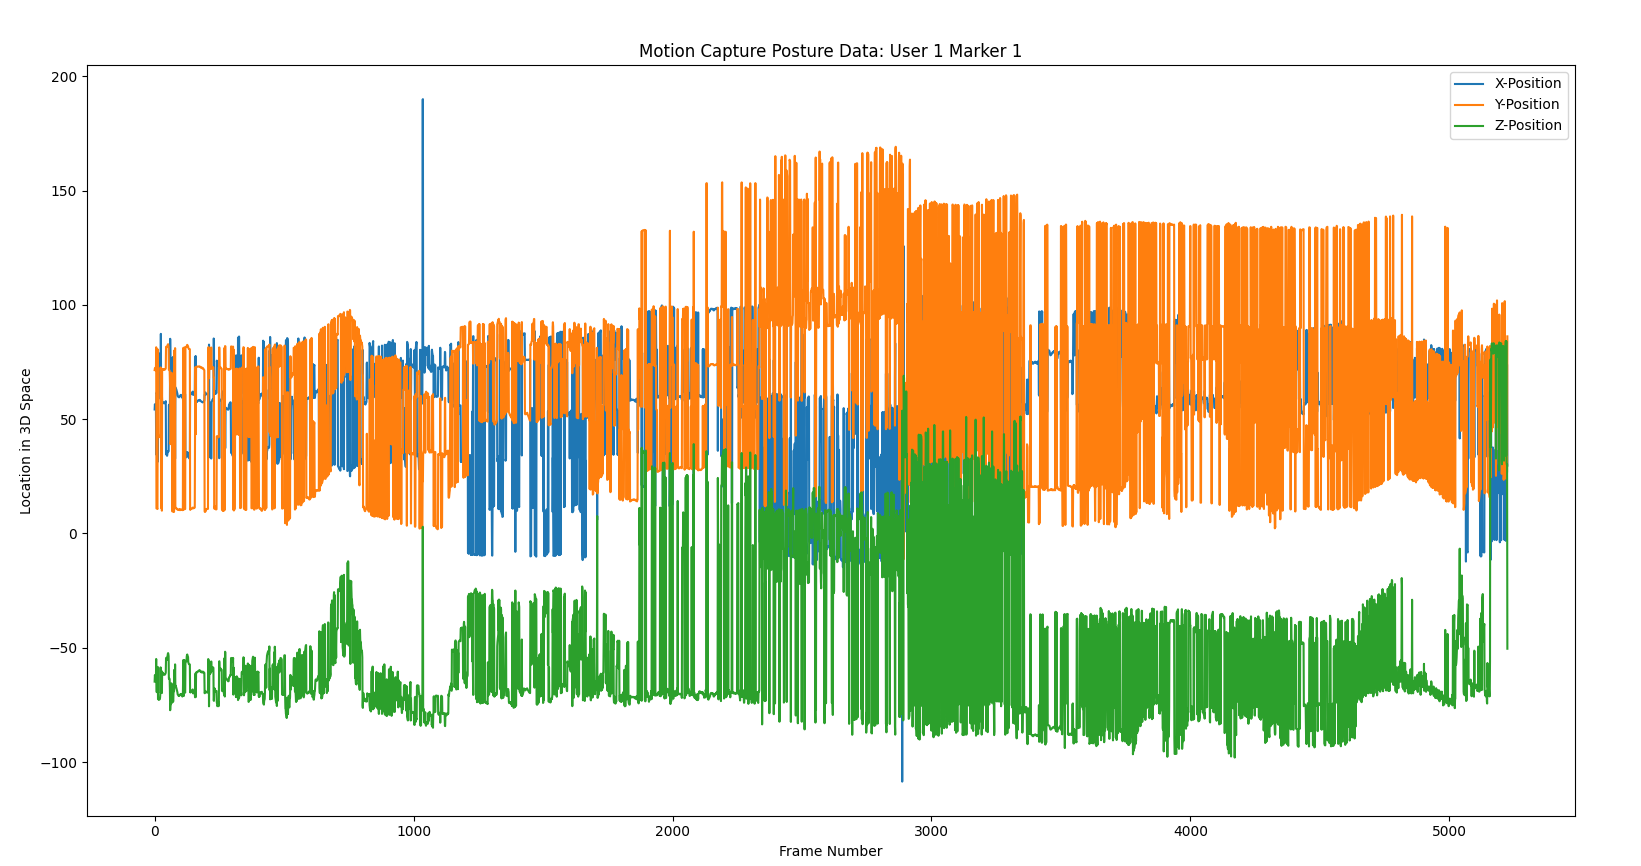 Motion Capture Posture Data: User 1 Marker 1
X-Position
Y-Position
Z-Position
Location in 3D Space
200
150
100
50
0
−50
−100
0 1000 2000 3000 4000 5000
Frame Number